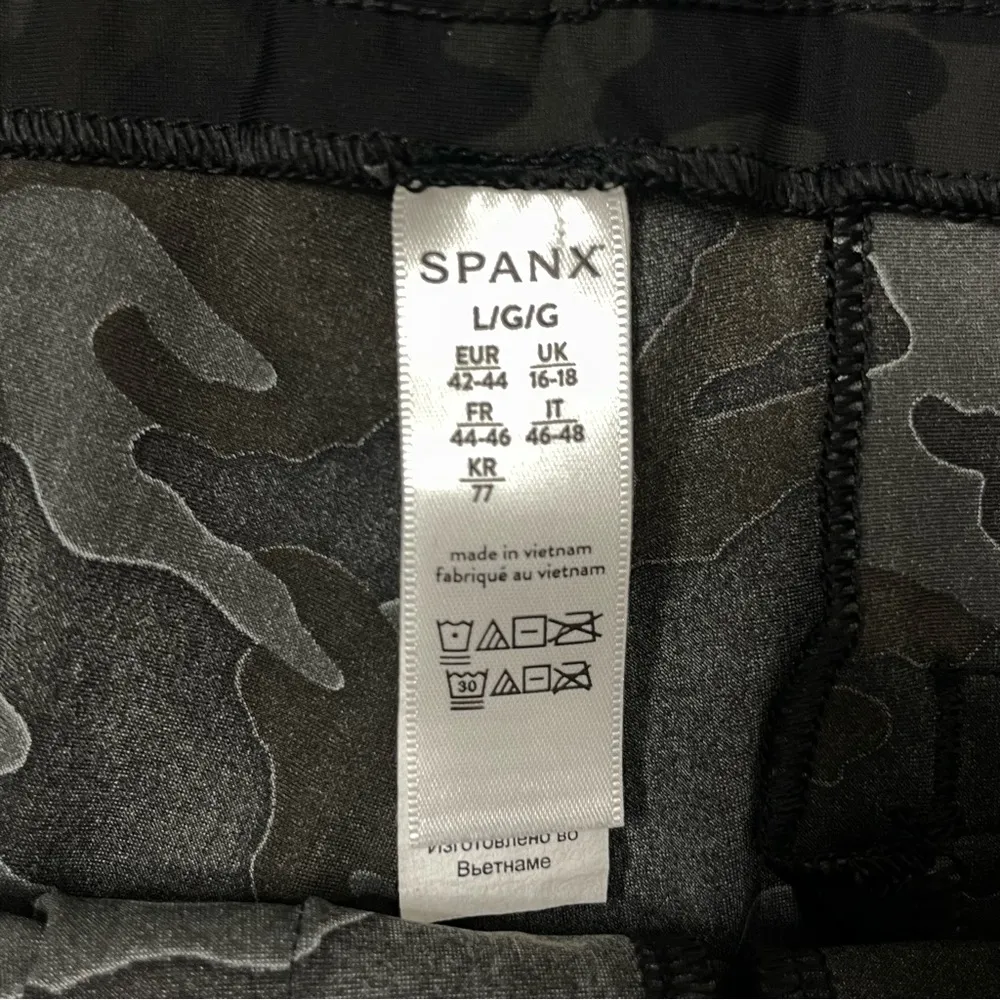 SPANX
L/G/G
EUR UK
42-44 16-18
FR IT
44-46 46-48
KR
77
made in vietnam
fabriqué au vietnam
30
Изготовлено во
Вьетнаме